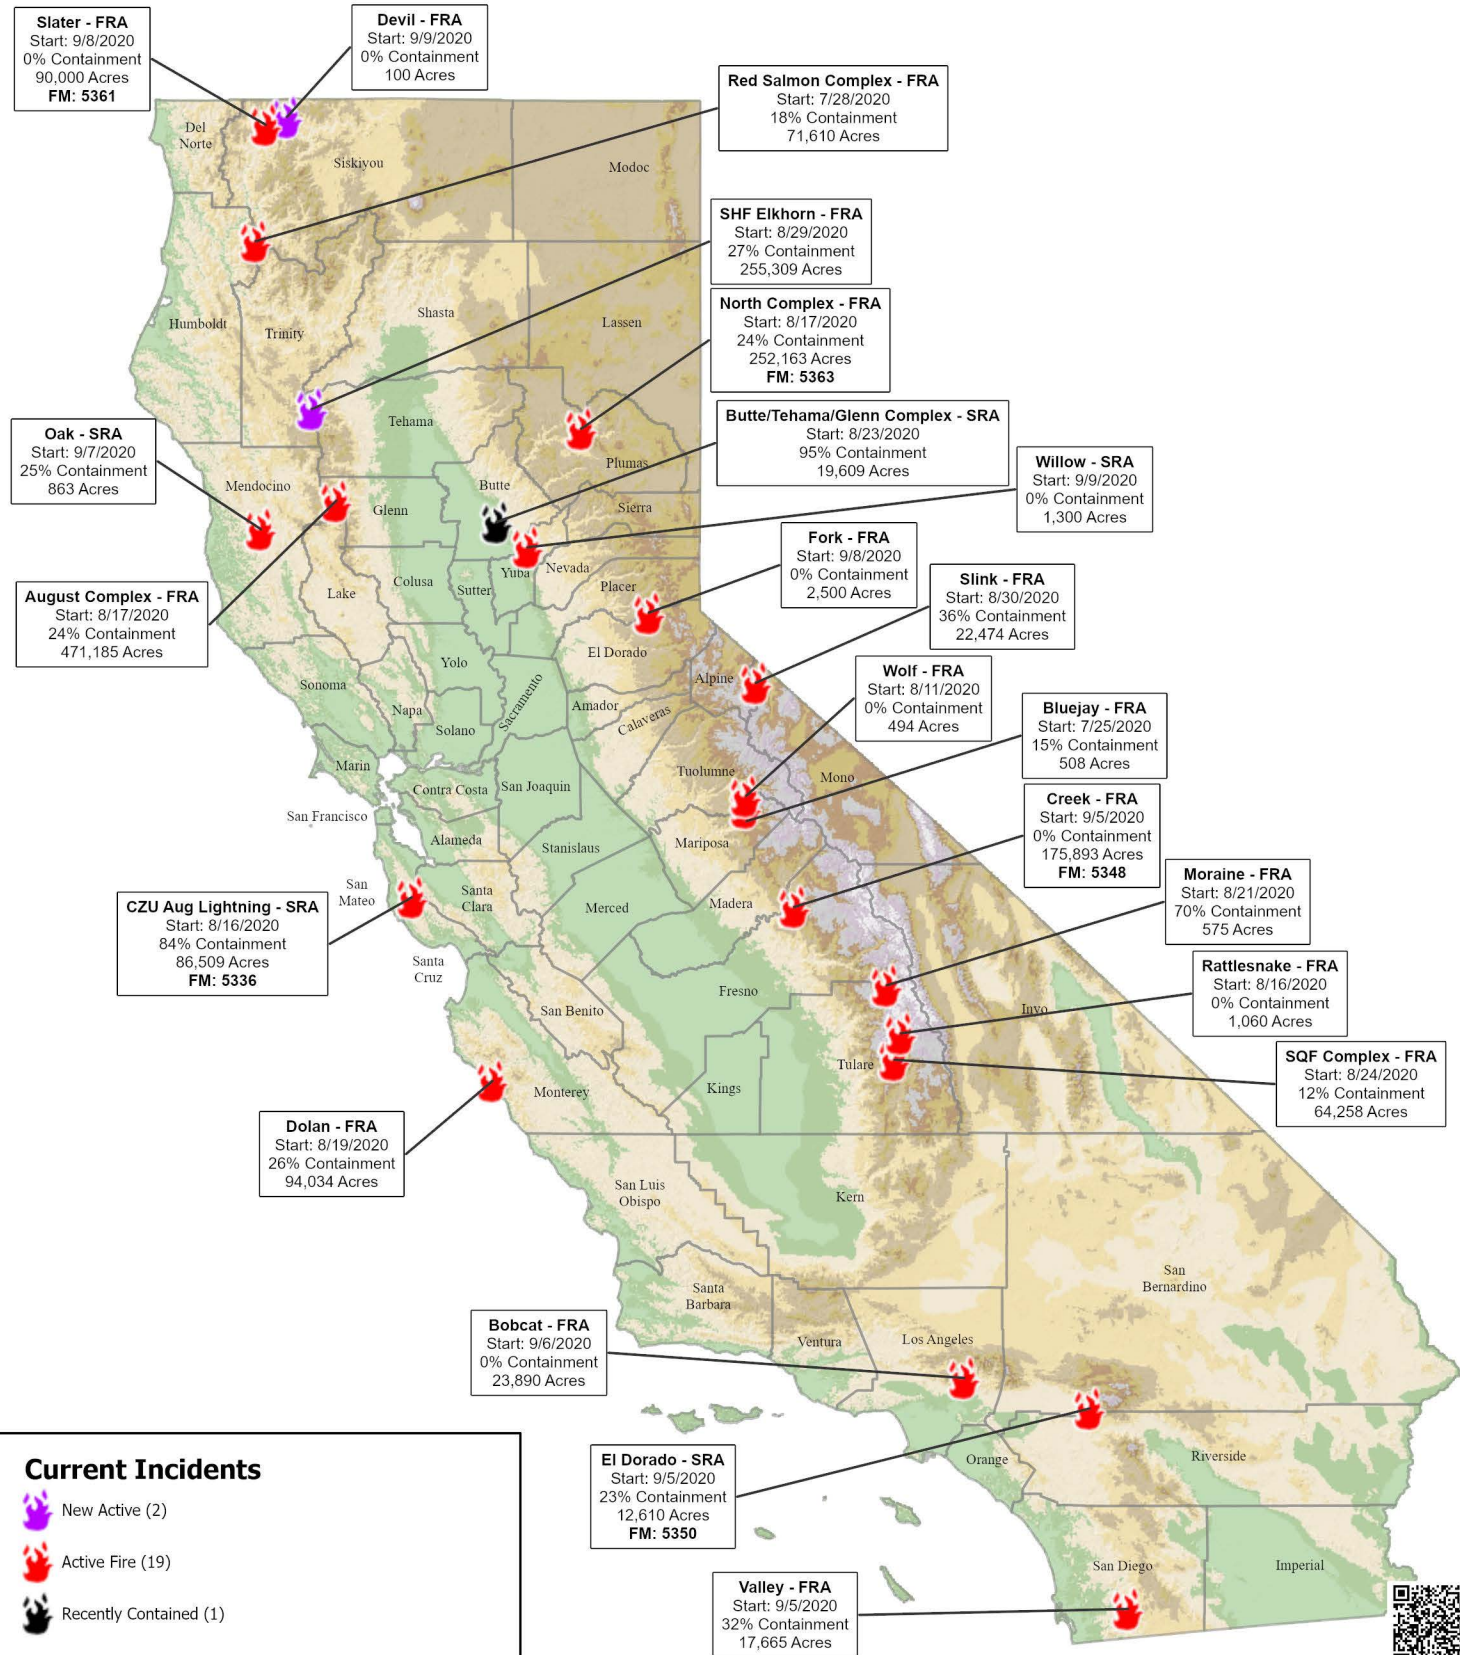 Slater - FRA
Start: 9/8/2020
0% Containment
90,000 Acres
FM: 5361
Devil - FRA
Start: 9/9/2020
0% Containment
100 Acres
Red Salmon Complex - FRA
Start: 7/28/2020
18% Containment
71,610 Acres
SHF Elkhorn - FRA
Start: 8/29/2020
27% Containment
255,309 Acres
North Complex - FRA
Start: 8/17/2020
24% Containment
252,163 Acres
FM: 5363
Butte/Tehama/Glenn Complex - SRA
Start: 8/23/2020
95% Containment
19,609 Acres
Willow - SRA
Start: 9/9/2020
0% Containment
1,300 Acres
Oak - SRA
Start: 9/7/2020
25% Containment
863 Acres
Fork - FRA
Start: 9/8/2020
0% Containment
2,500 Acres
August Complex - FRA
Start: 8/17/2020
24% Containment
471,185 Acres
Slink - FRA
Start: 8/30/2020
36% Containment
22,474 Acres
Wolf - FRA
Start: 8/11/2020
0% Containment
494 Acres
Bluejay - FRA
Start: 7/25/2020
15% Containment
508 Acres
Creek - FRA
Start: 9/5/2020
0% Containment
175,893 Acres
FM: 5348
Moraine - FRA
Start: 8/21/2020
70% Containment
575 Acres
CZU Aug Lightning - SRA
Start: 8/16/2020
84% Containment
86,509 Acres
FM: 5336
Rattlesnake - FRA
Start: 8/16/2020
0% Containment
1,060 Acres
SQF Complex - FRA
Start: 8/24/2020
12% Containment
64,258 Acres
Dolan - FRA
Start: 8/19/2020
26% Containment
94,034 Acres
Bobcat - FRA
Start: 9/6/2020
0% Containment
23,890 Acres
El Dorado - SRA
Start: 9/5/2020
23% Containment
12,610 Acres
FM: 5350
Valley - FRA
Start: 9/5/2020
32% Containment
17,665 Acres
Del
Norte
Siskiyou
Modoc
Humboldt
Trinity
Shasta
Lassen
Tehama
Plumas
Mendocino
Glenn
Butte
Sierra
Lake
Colusa
Sutter
Yuba
Nevada
Placer
Sonoma
Napa
Yolo
El Dorado
Alpine
Solano
Sacramento
Amador
Calaveras
Marin
Contra Costa
San Joaquin
Tuolumne
Mono
San Francisco
Alameda
Stanislaus
Mariposa
San
Mateo
Santa
Clara
Merced
Madera
Santa
Cruz
San Benito
Fresno
Inyo
Monterey
Kings
Tulare
San Luis
Obispo
Kern
San
Bernardino
Santa
Barbara
Ventura
Los Angeles
Orange
Riverside
San Diego
Imperial
Current Incidents
New Active (2)
Active Fire (19)
Recently Contained (1)